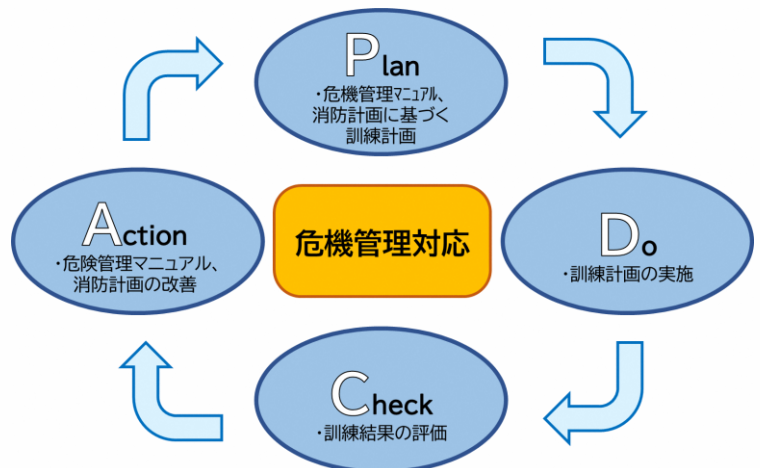 Plan
・危機管理ﾏﾆｭｱﾙ、
消防計画に基づく
訓練計画
Action
・危険管理マニュアル、
消防計画の改善
危機管理対応
Do
・訓練計画の実施
Check
・訓練結果の評価